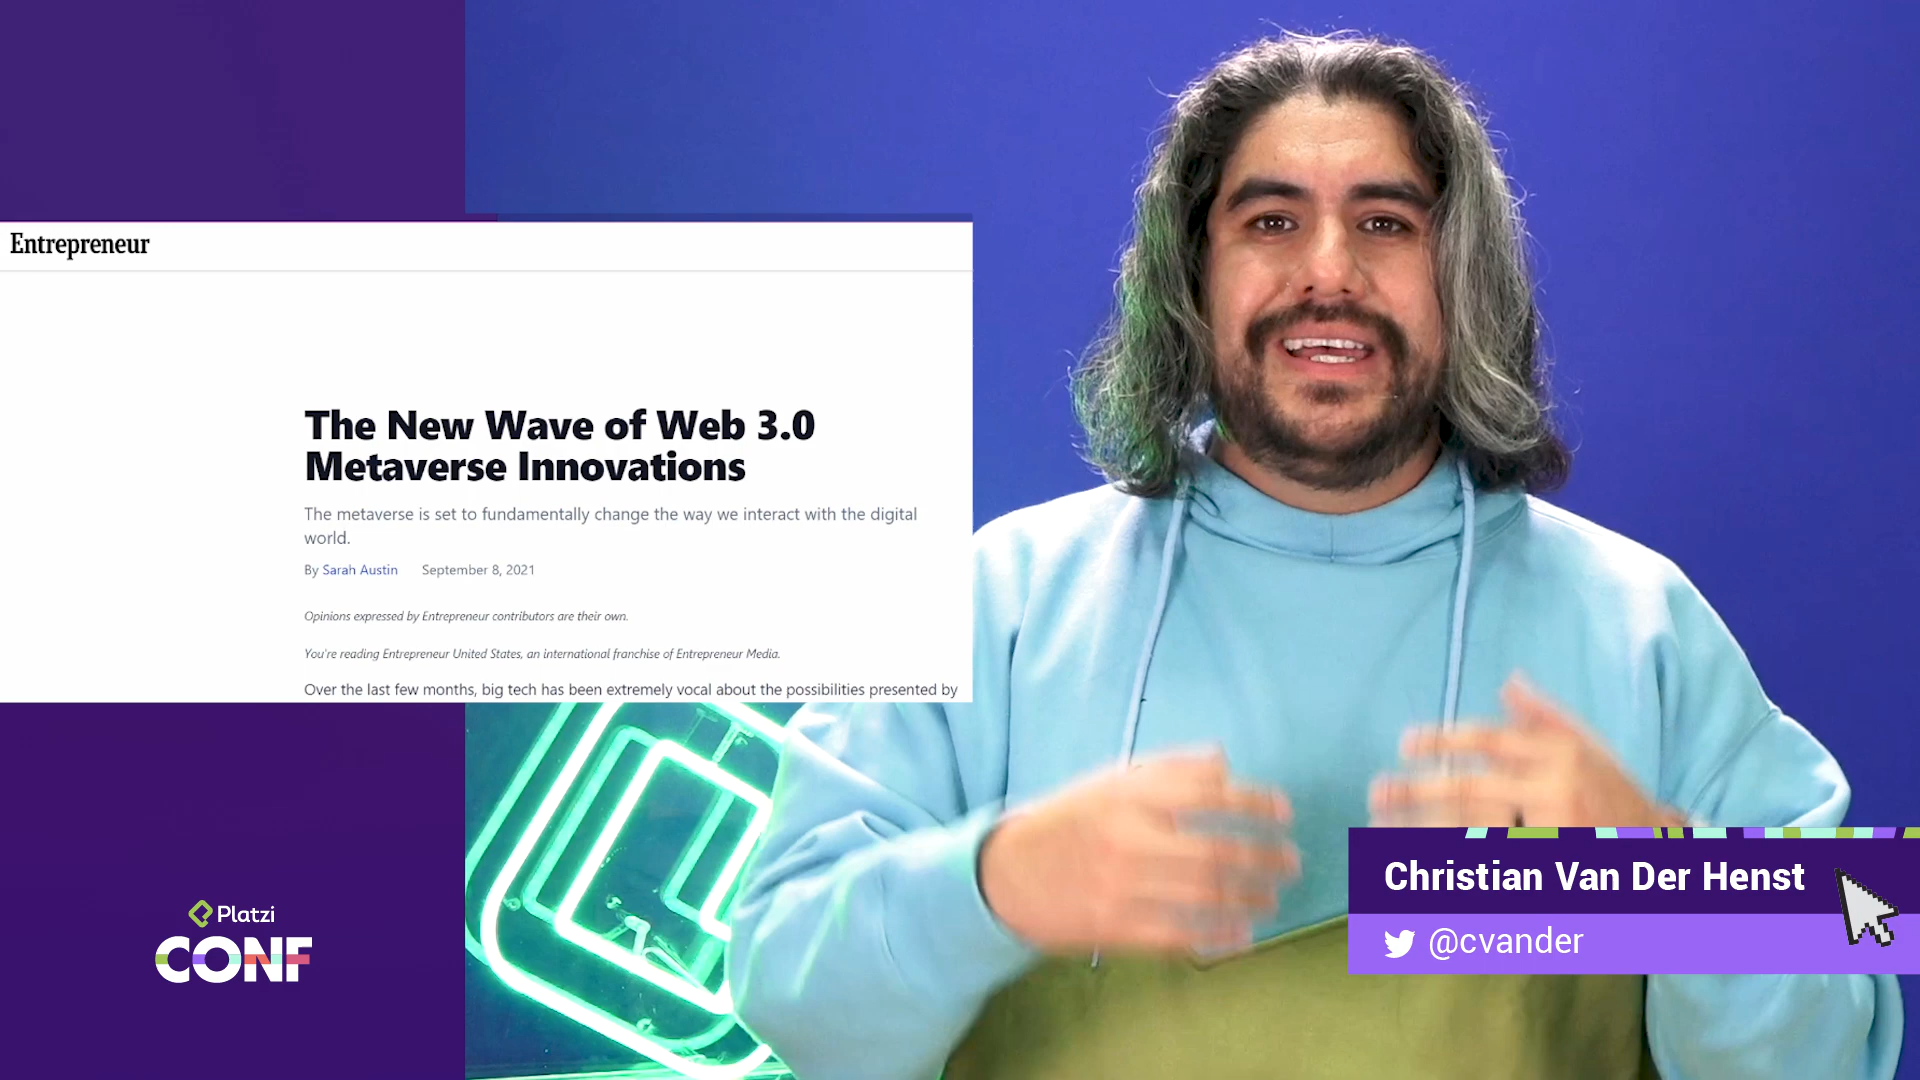 Entrepreneur
The New Wave of Web 3.0
Metaverse Innovations
The metaverse is set to fundamentally change the way we interact with the digital
world.
By Sarah Austin September 8, 2021
Opinions expressed by Entrepreneur contributors are their own.
You're reading Entrepreneur United States, an international franchise of Entrepreneur Media.
Over the last few months, big tech has been extremely vocal about the possibilities presented by
Platzi
CONF
Christian Van Der Henst
@cvander